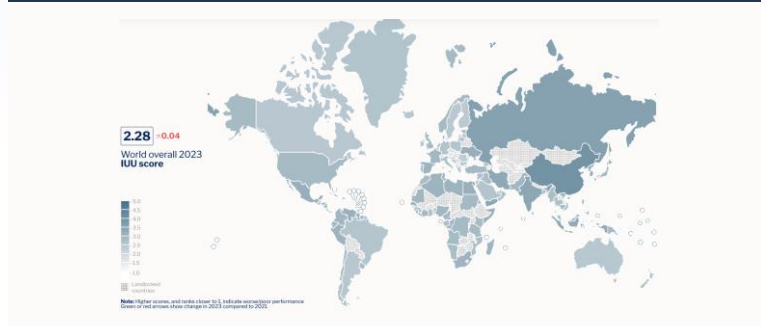 2.28 +0.04
World overall 2023
IUU score
5.0
4.5
4.0
3.5
3.0
2.5
2.0
1.5
1.0
Landlocked
countries
Note: Higher scores, and ranks closer to 1, indicate worse/poor performance
Green or red arrows show change in 2023 compared to 2021.